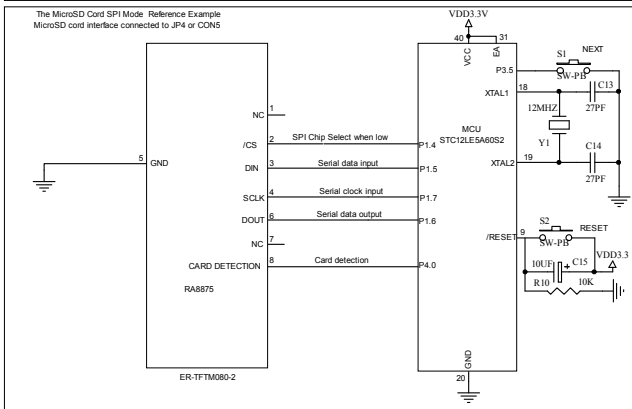 The MicroSD Cord SPI Mode Reference Example
MicroSD cord interface connected to JP4 or CON5
VDD3.3V
40
31
VCC
EA
S1
NEXT
P3.5
SW-PB
XTAL1
18
C13
12MHZ
27PF
Y1
MCU
STC12LE5A60S2
XTAL2
19
C14
27PF
NC
1
/CS
2
SPI Chip Select when low
P1.4
5
GND
DIN
3
Serial data input
P1.5
SCLK
4
Serial clock input
P1.7
DOUT
6
Serial data output
P1.6
NC
7
CARD DETECTION
8
Card detection
P4.0
RA8875
ER-TFTM080-2
/RESET
9
S2
RESET
SW-PB
VDD3.3
10UF
+
C15
R10
10K
GND
20